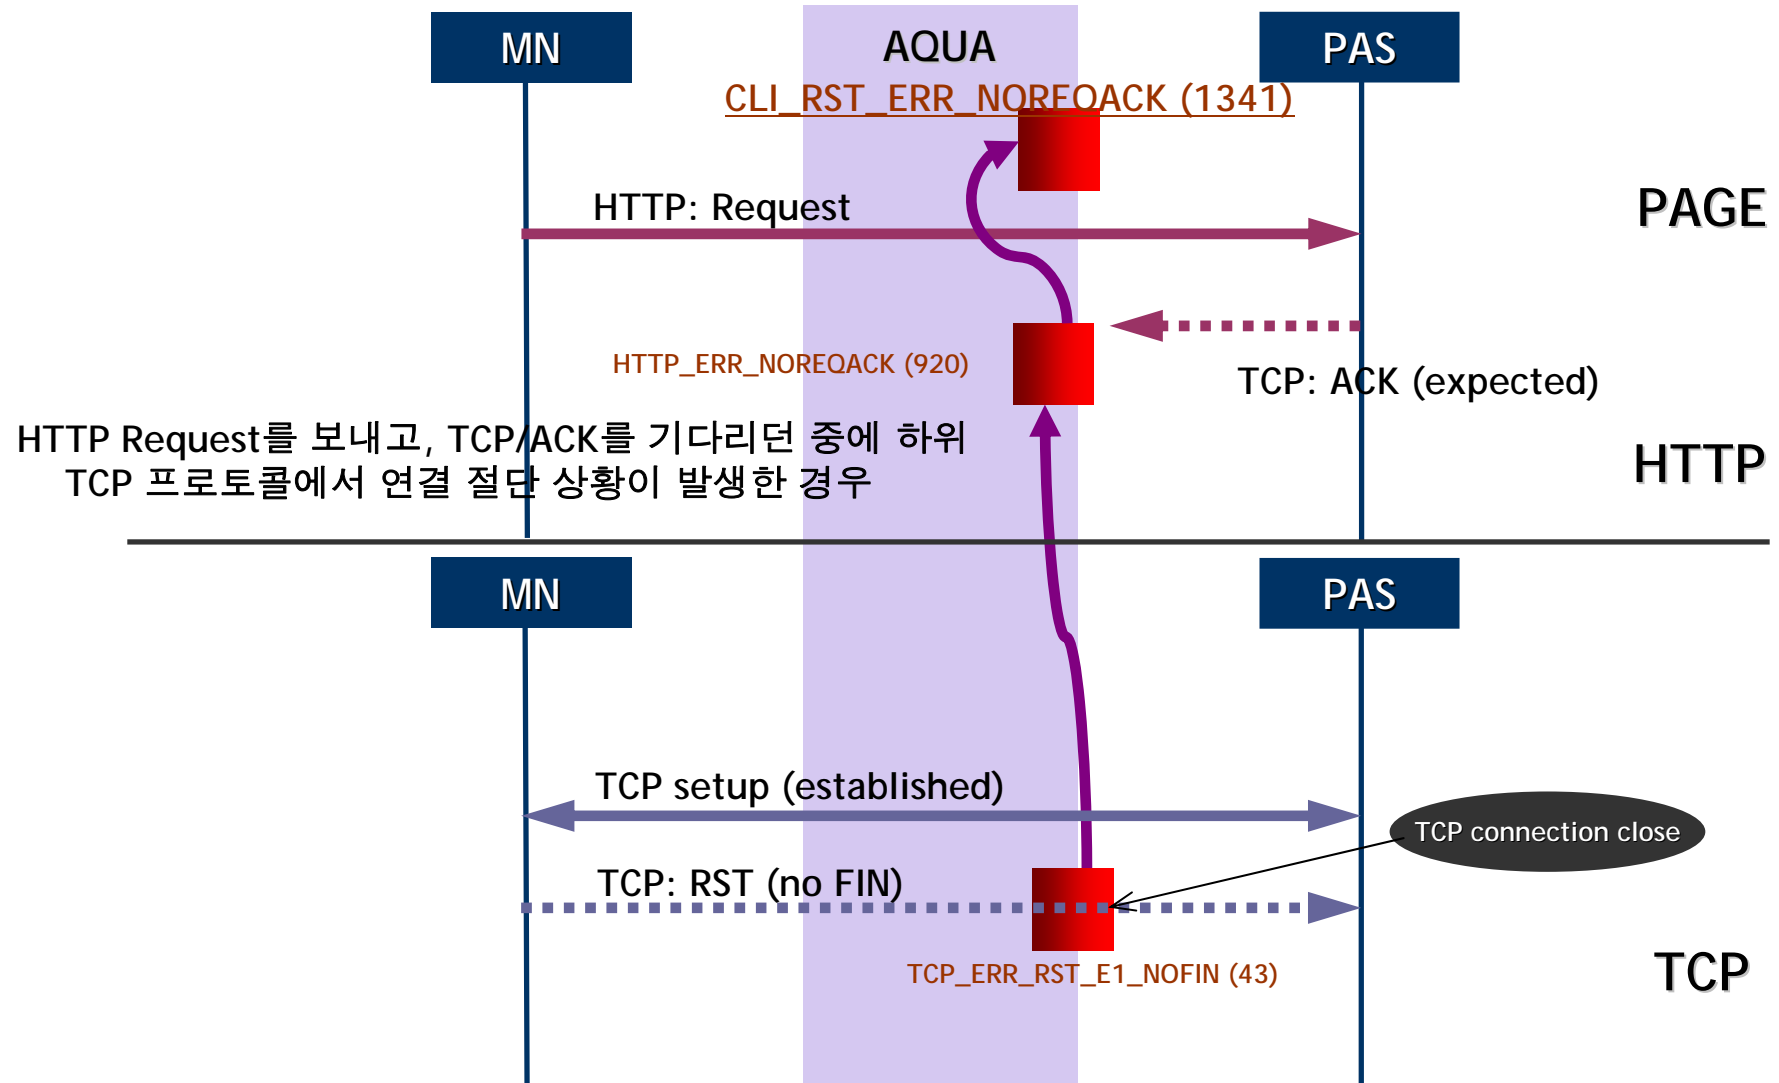 MN
AQUA
PAS
CLI_RST_ERR_NOREQACK (1341)
HTTP: Request
PAGE
HTTP_ERR_NOREQACK (920)
TCP: ACK (expected)
HTTP Request를 보내고, TCP/ACK를 기다리던 중에 하위
TCP 프로토콜에서 연결 절단 상황이 발생한 경우
HTTP
MN
PAS
TCP setup (established)
TCP connection close
TCP: RST (no FIN)
TCP_ERR_RST_E1_NOFIN (43)
TCP